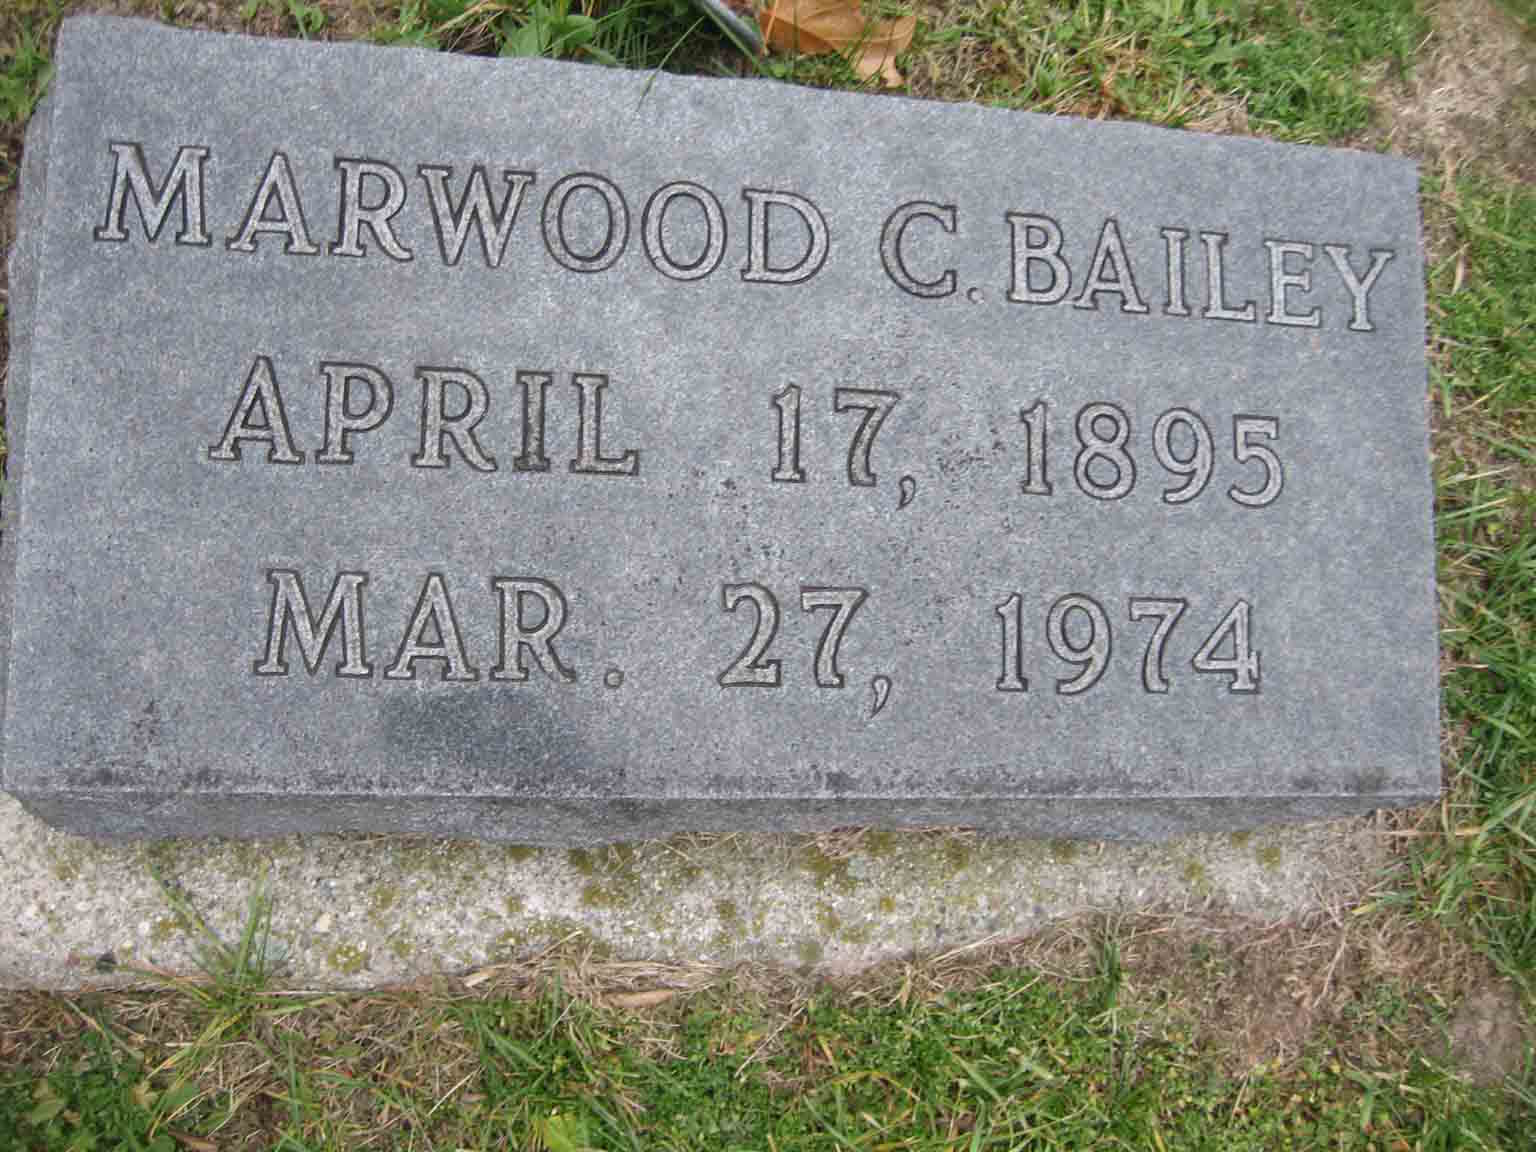 MARWOOD C. BAILEY
APRIL 17, 1895
MAR. 27, 1974